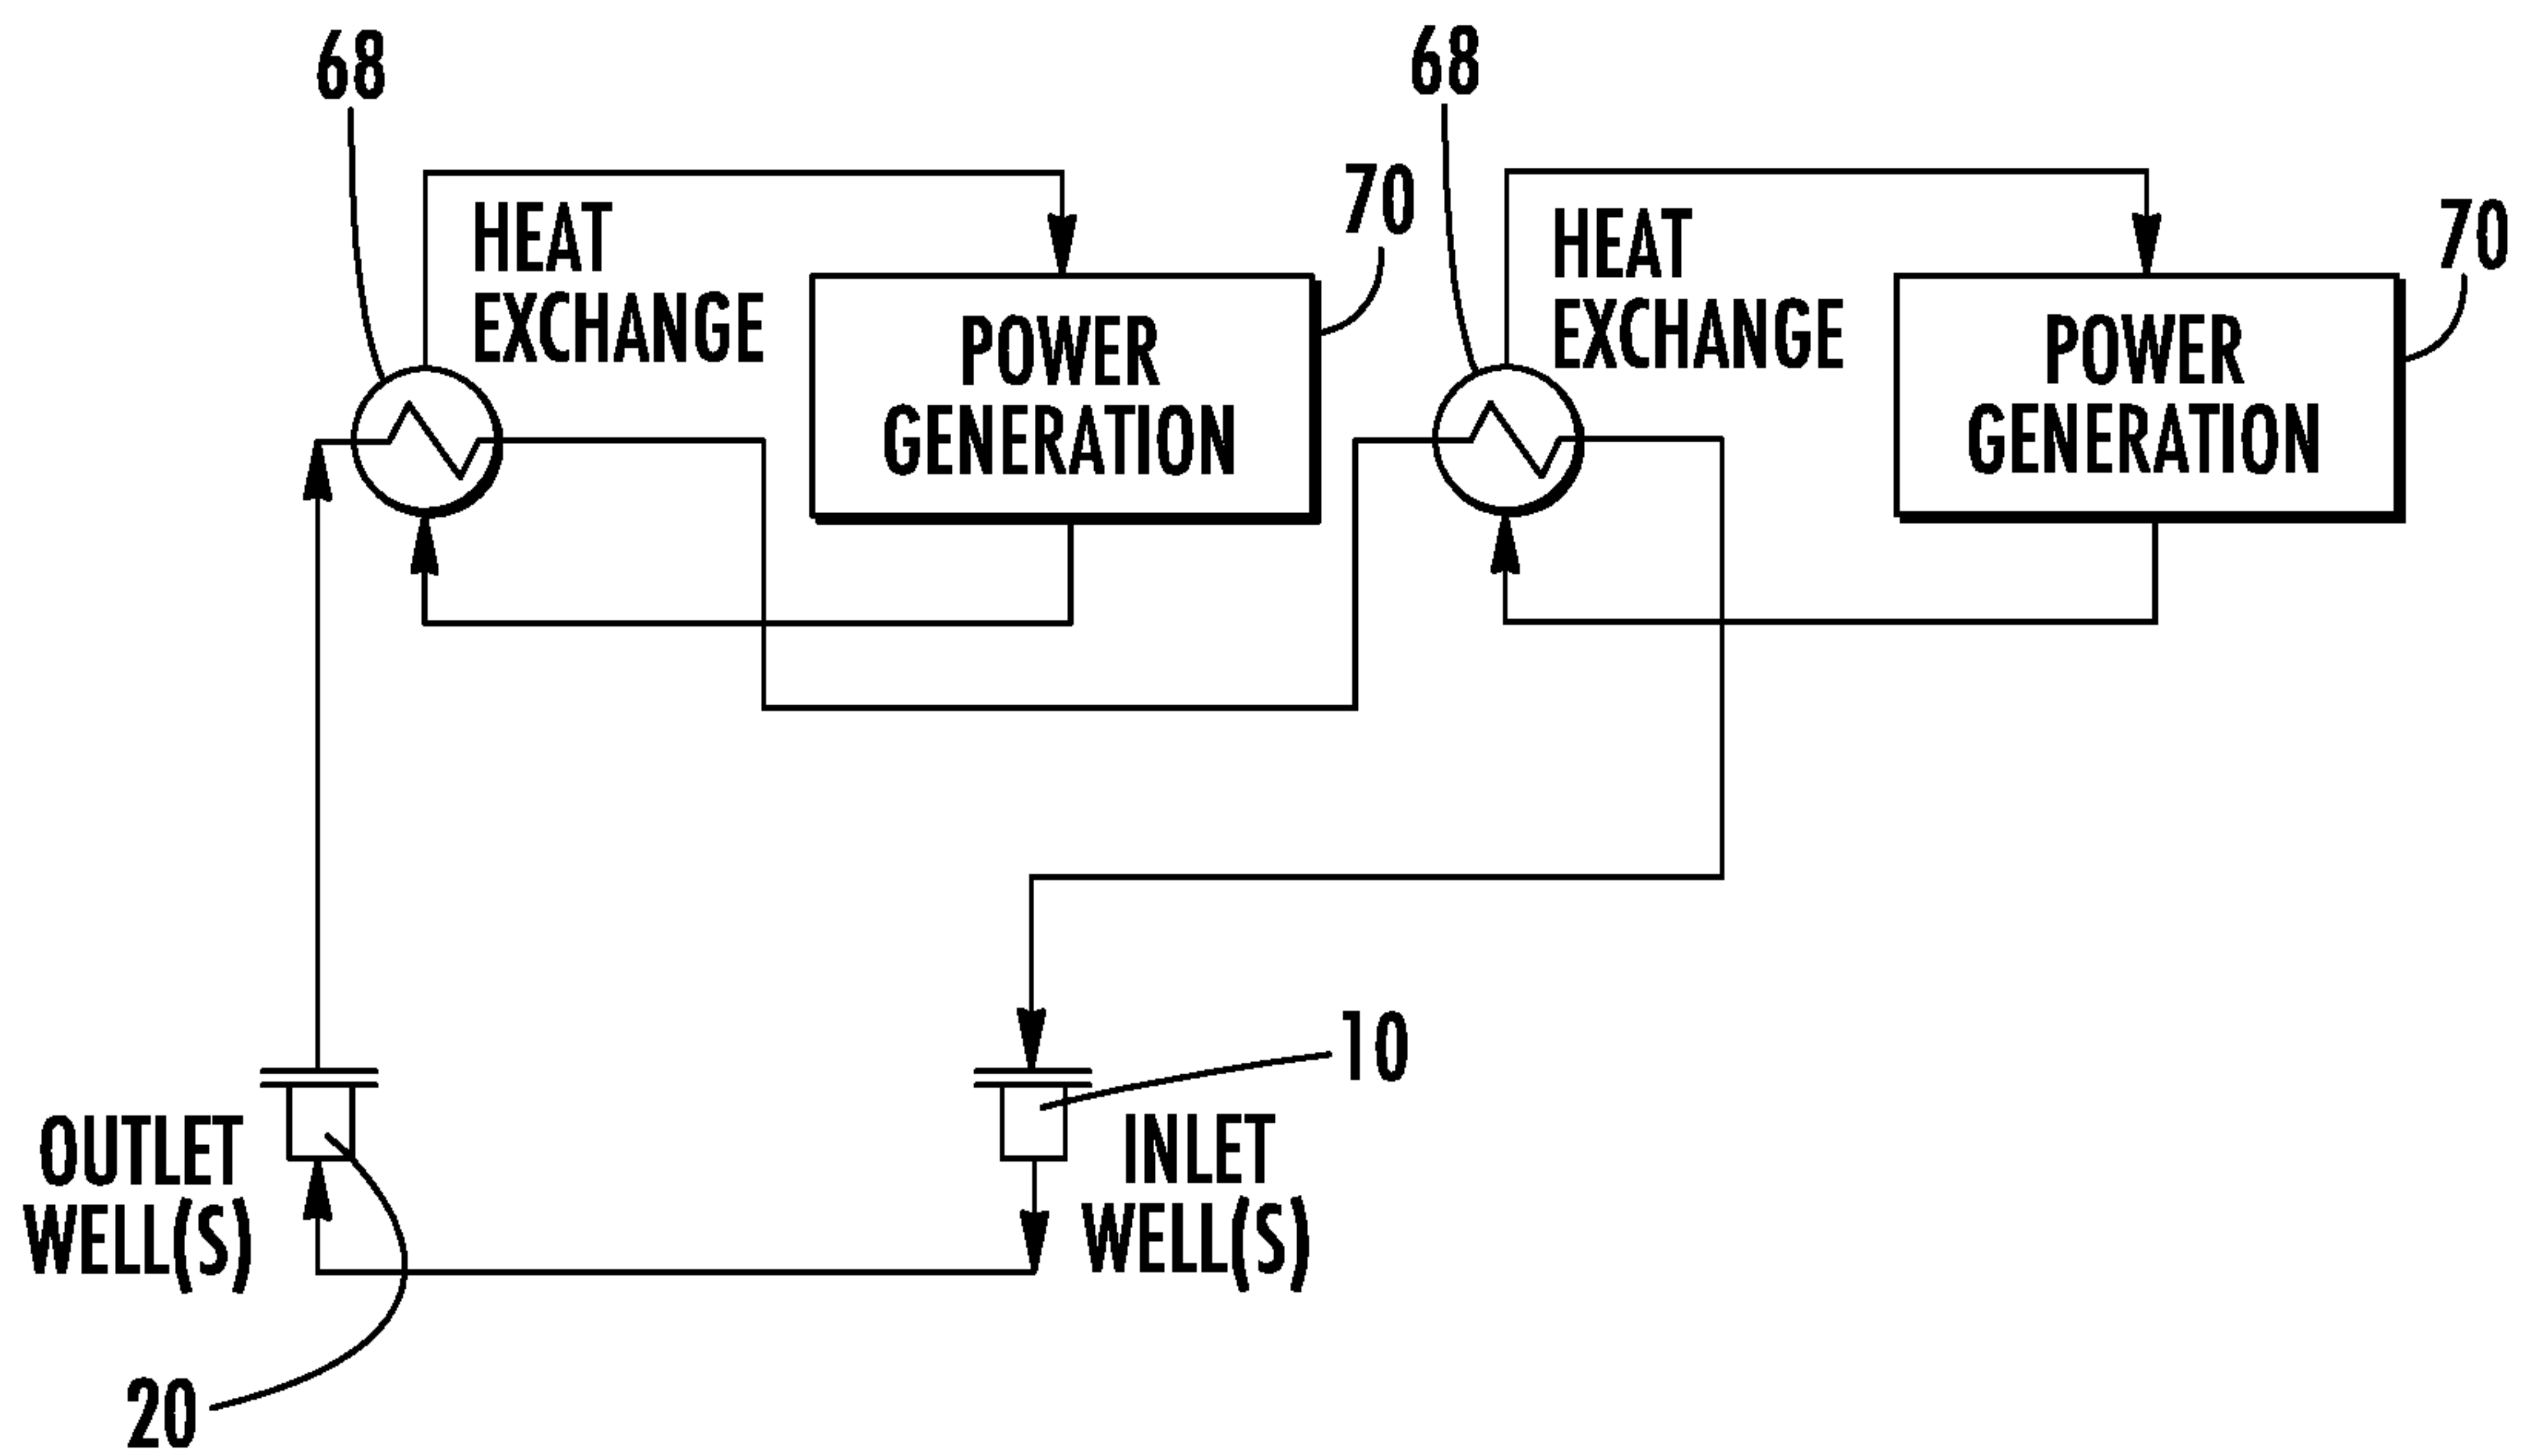 68
68
70
70
HEAT
EXCHANGE
HEAT
EXCHANGE
POWER
GENERATION
POWER
GENERATION
10
OUTLET
WELL(S)
INLET
WELL(S)
20